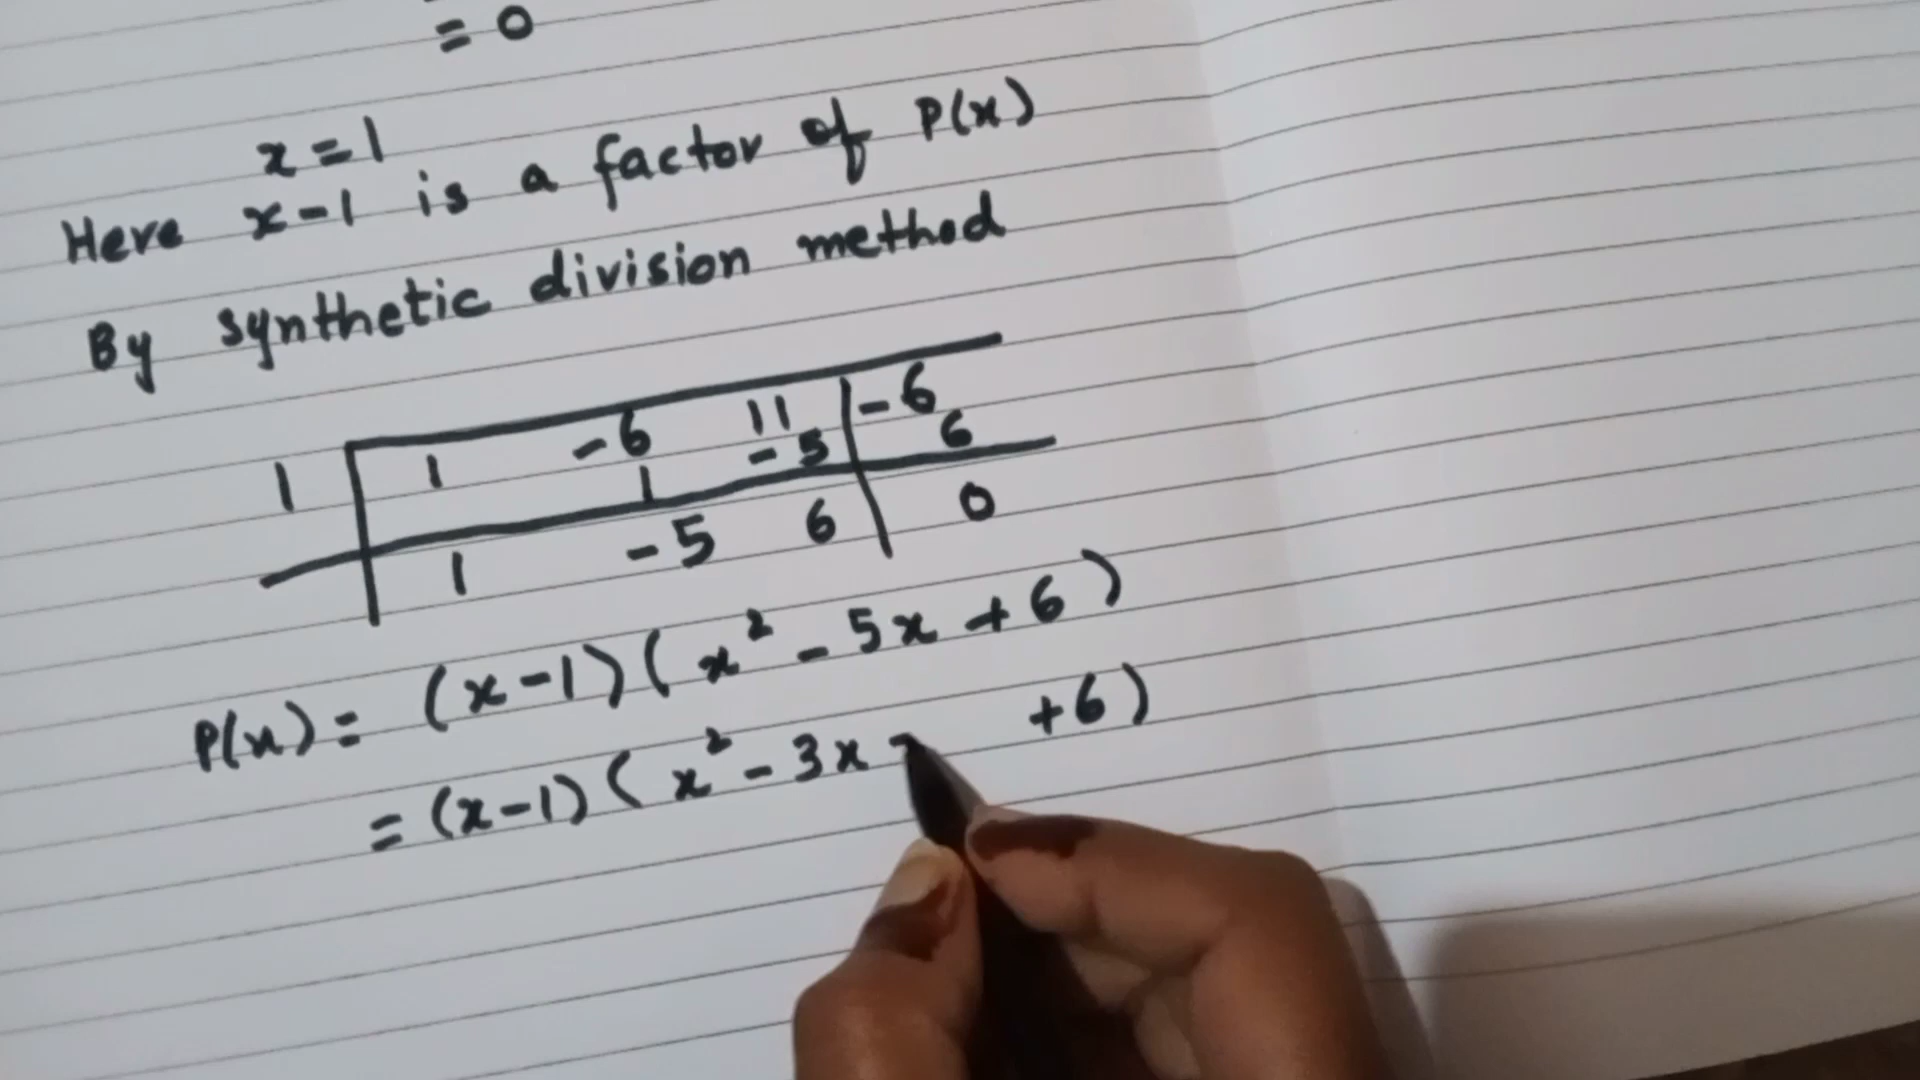 = 0
x = 1
Here x - 1 is a factor of P(x)
By synthetic division method
1 | 1 -6 11 | -6
1 -5 6
1 -5 6 | 0
P(x) = (x-1)(x² - 5x + 6)
= (x-1)(x² - 3x - +6)